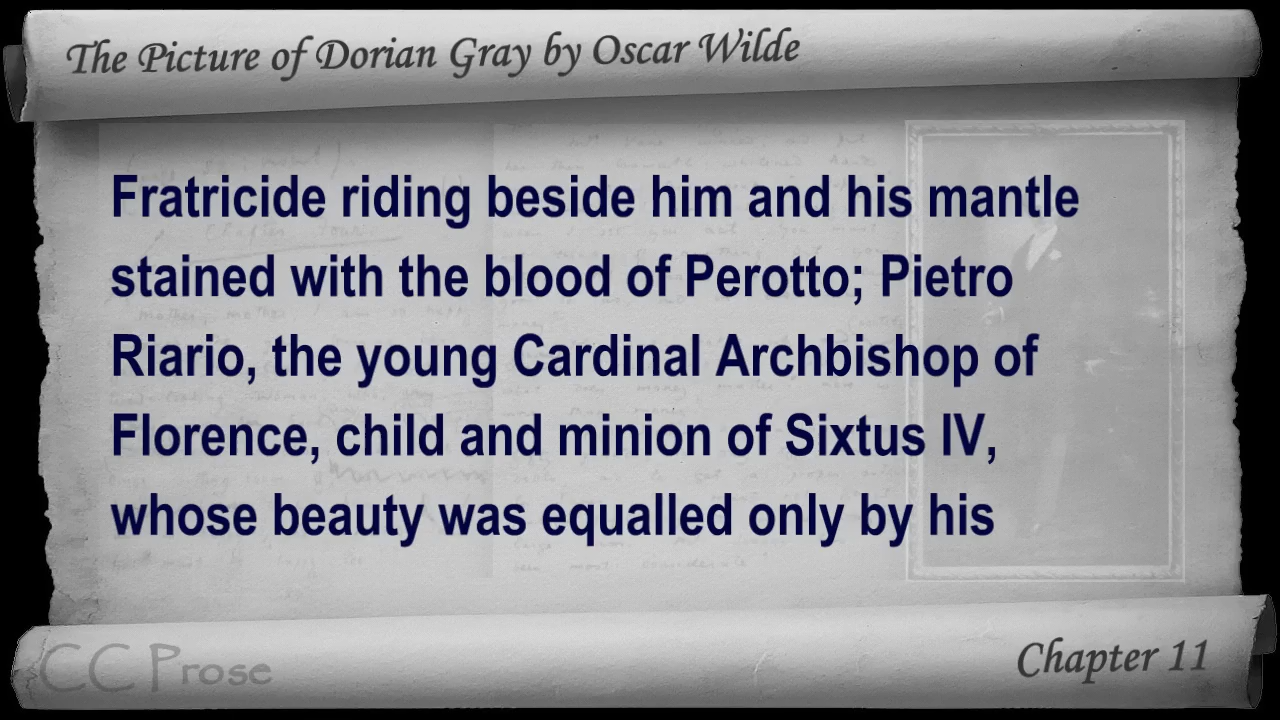 The Picture of Dorian Gray by Oscar Wilde
Fratricide riding beside him and his mantle
stained with the blood of Perotto; Pietro
Riario, the young Cardinal Archbishop of
Florence, child and minion of Sixtus IV,
whose beauty was equalled only by his
CC Prose
Chapter 11